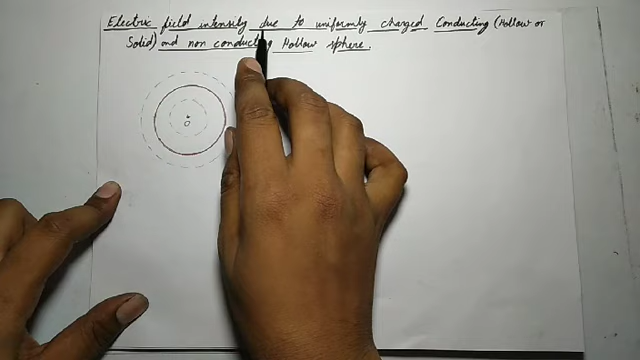 Electric field intensity due to uniformly charged Conducting (Hollow or
Solid) and non conducting Hollow sphere.
O